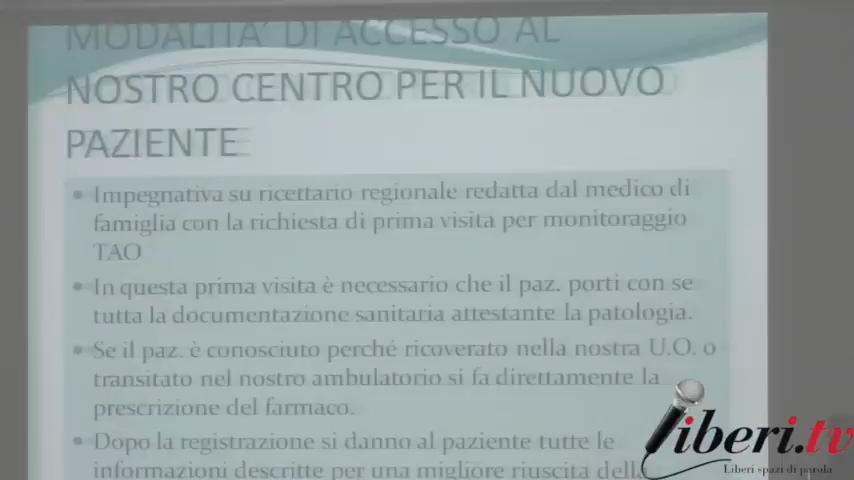 MODALITA' DI ACCESSO AL
NOSTRO CENTRO PER IL NUOVO
PAZIENTE
• Impegnativa su ricettario regionale redatta dal medico di
famiglia con la richiesta di prima visita per monitoraggio
TAO
• In questa prima visita è necessario che il paz. porti con se
tutta la documentazione sanitaria attestante la patologia.
• Se il paz. è conosciuto perché ricoverato nella nostra U.O. o
transitato nel nostro ambulatorio si fa direttamente la
prescrizione del farmaco.
• Dopo la registrazione si danno al paziente tutte le
informazioni descritte per una migliore riuscita della
liberi.tv
Liberi spazi di parola